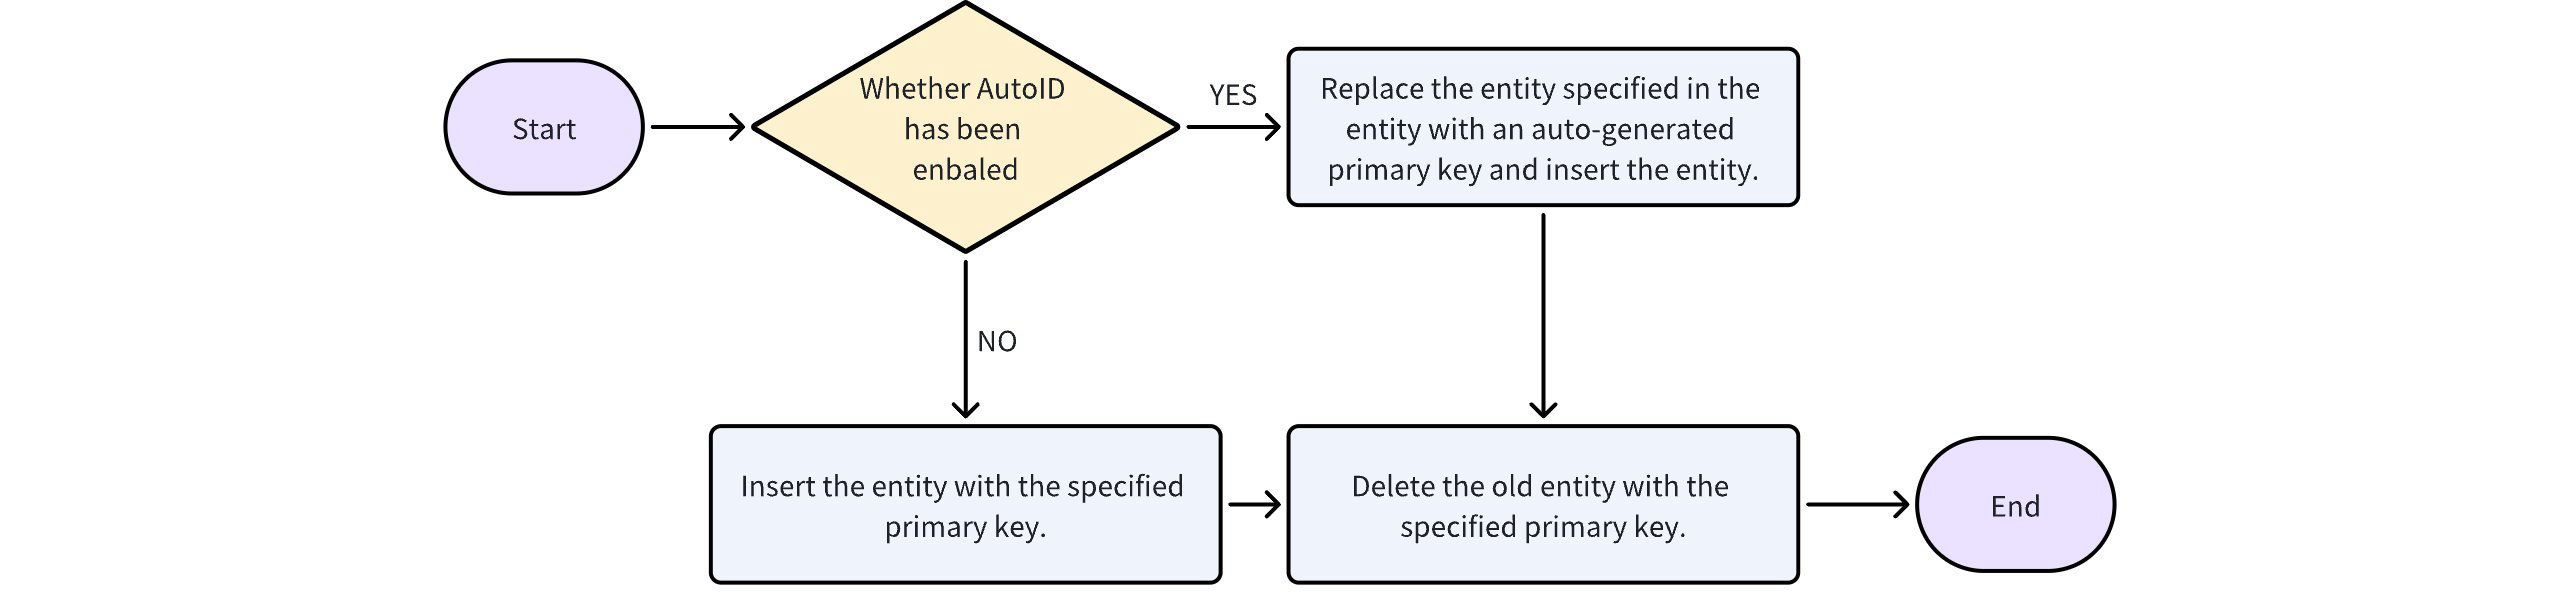 Start
Whether AutoID
has been
enbaled
YES
Replace the entity specified in the
entity with an auto-generated
primary key and insert the entity.
NO
Insert the entity with the specified
primary key.
Delete the old entity with the
specified primary key.
End